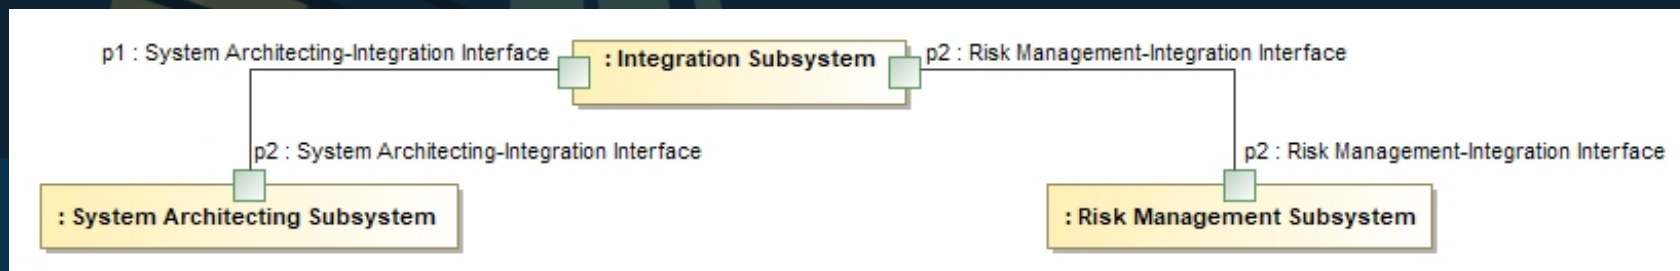 p1 : System Architecting-Integration Interface
: Integration Subsystem
p2 : Risk Management-Integration Interface
p2 : System Architecting-Integration Interface
p2 : Risk Management-Integration Interface
: System Architecting Subsystem
: Risk Management Subsystem